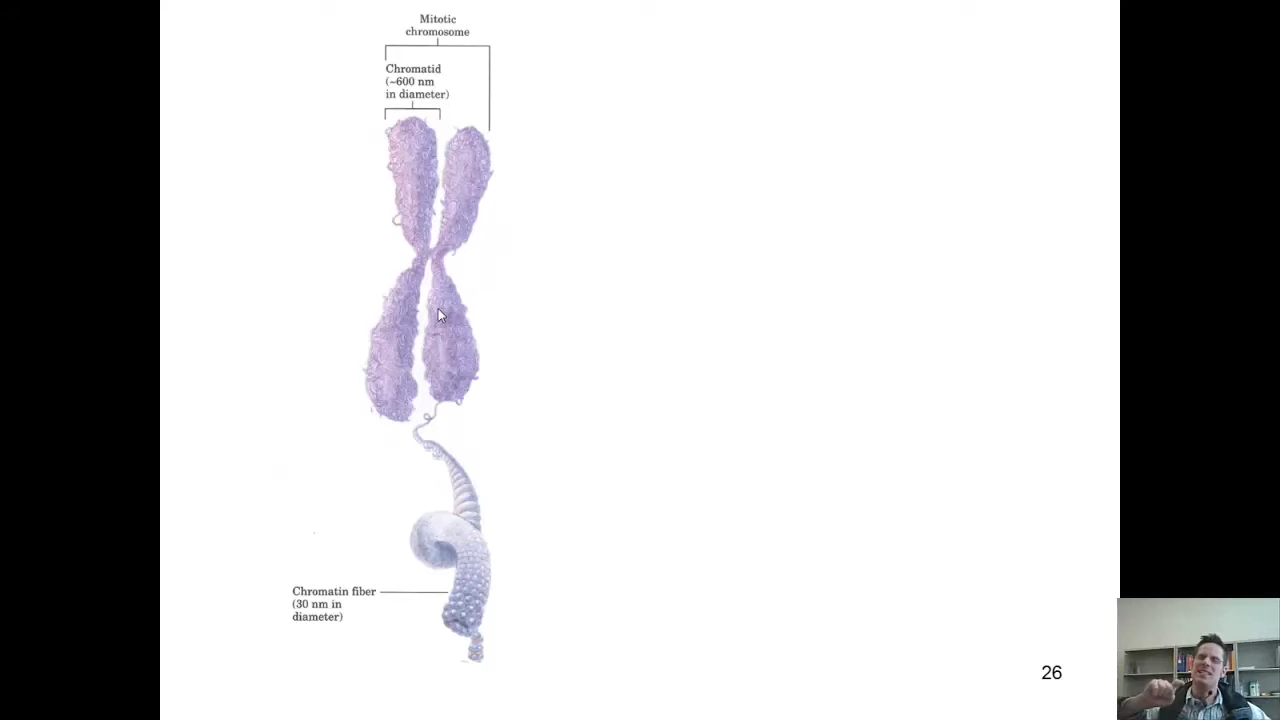 Mitotic
chromosome
Chromatid
(~600 nm
in diameter)
Chromatin fiber
(30 nm in
diameter)
26